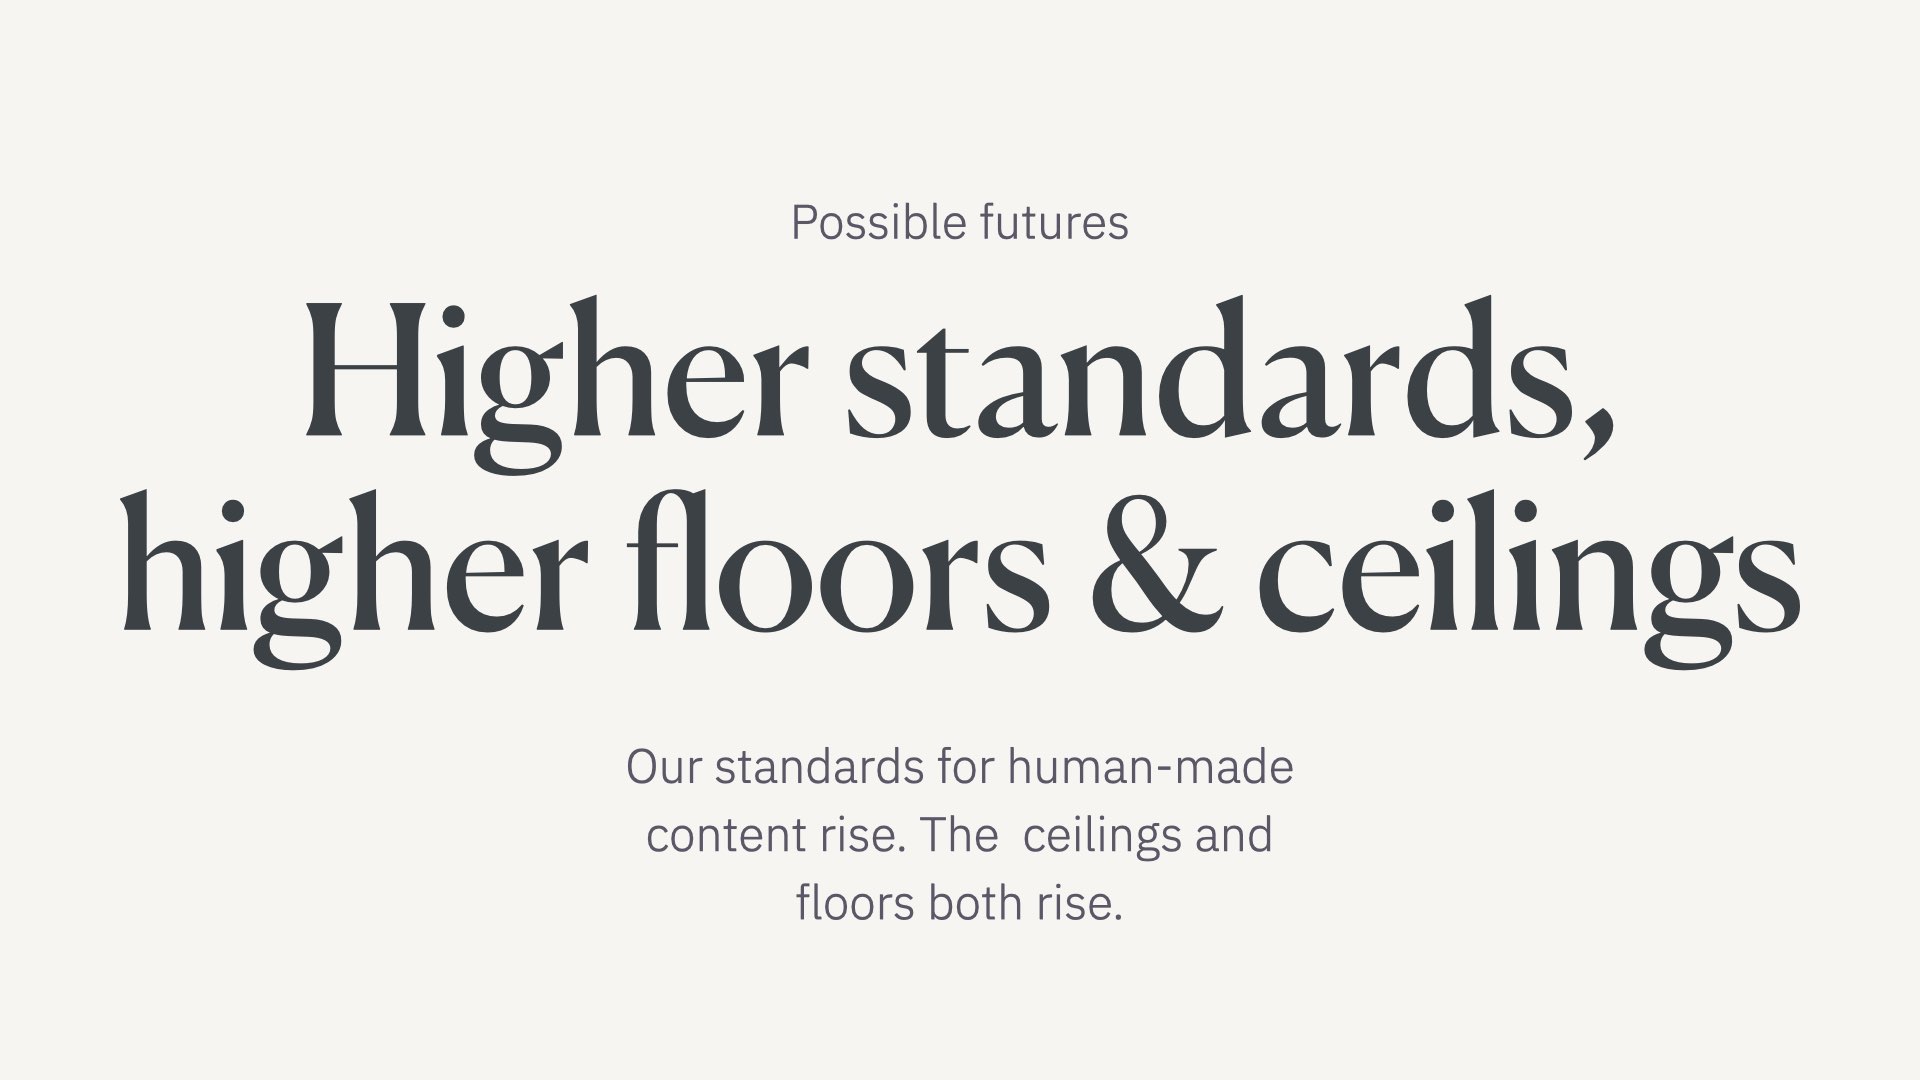 Possible futures
Higher standards,
higher floors & ceilings
Our standards for human-made
content rise. The  ceilings and
floors both rise.